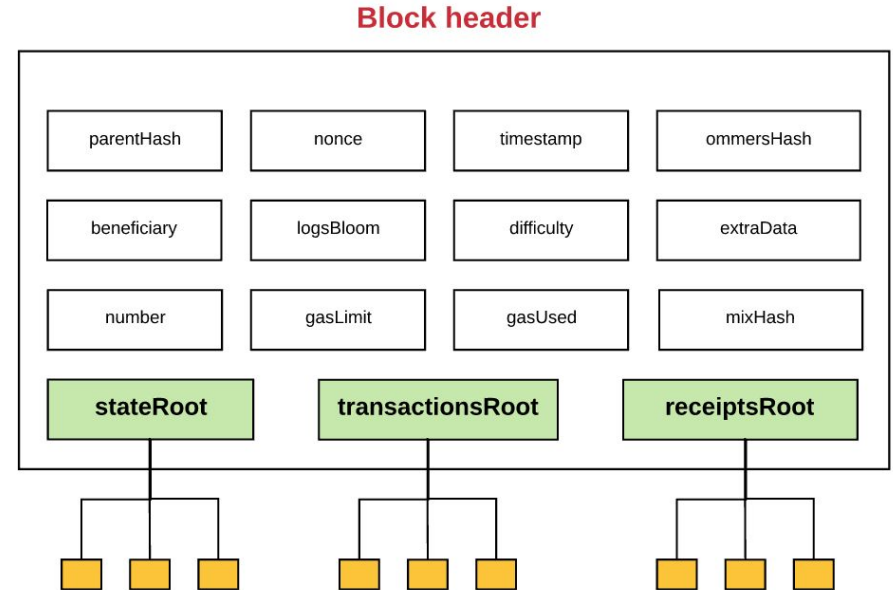 Block header
parentHash
nonce
timestamp
ommersHash
beneficiary
logsBloom
difficulty
extraData
number
gasLimit
gasUsed
mixHash
stateRoot
transactionsRoot
receiptsRoot